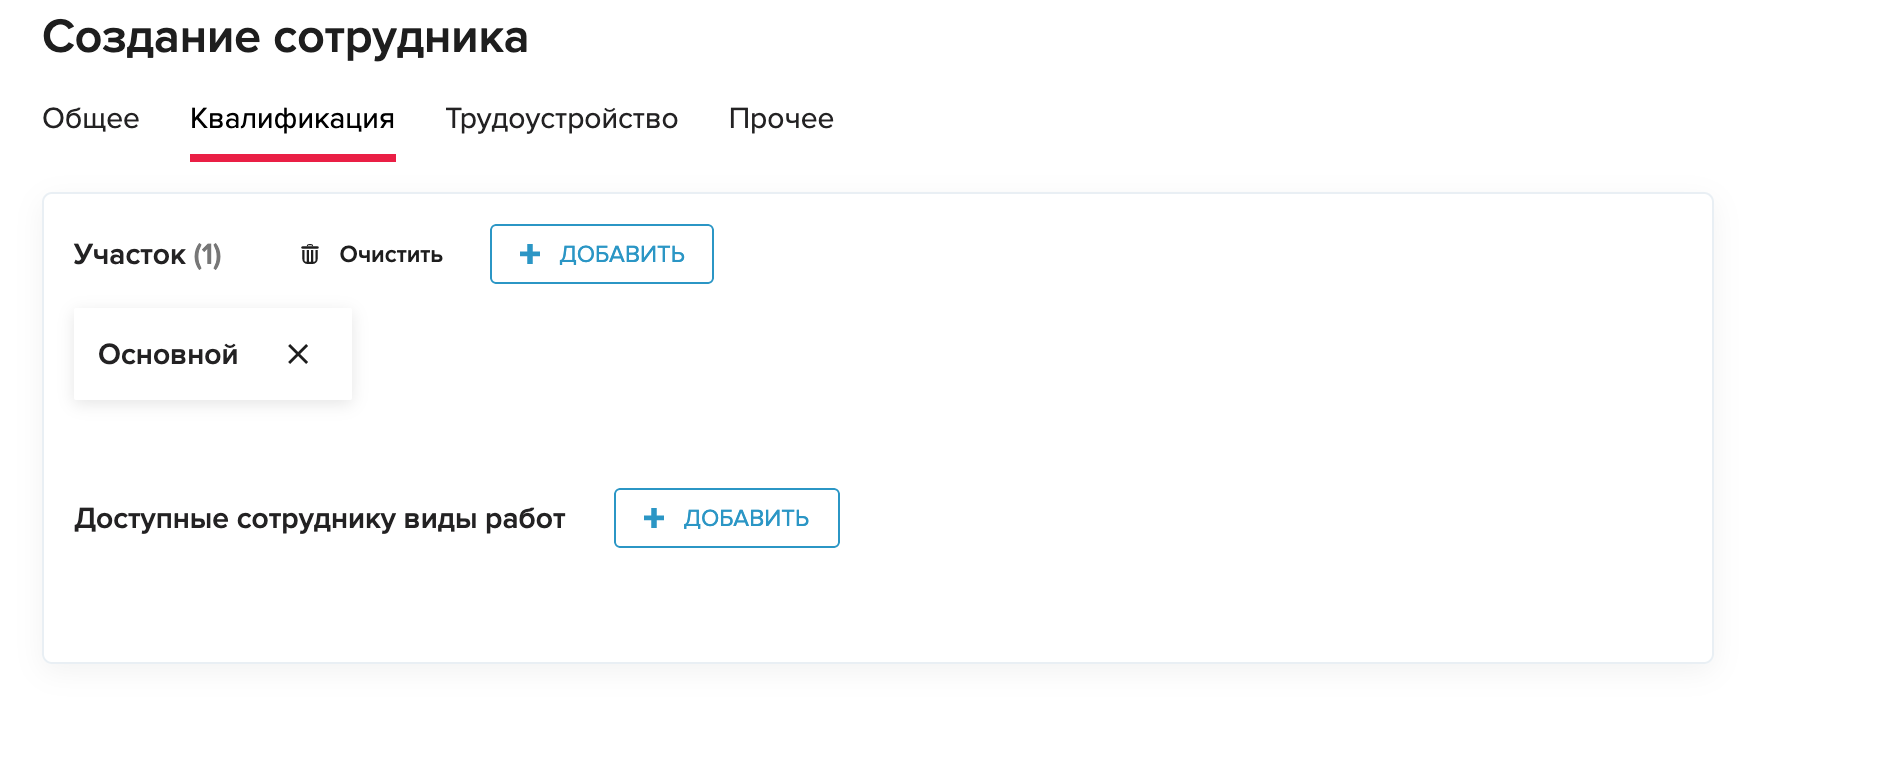 Создание сотрудника
Общее Квалификация Трудоустройство Прочее
Участок (1) Очистить ДОБАВИТЬ
Основной
Доступные сотруднику виды работ ДОБАВИТЬ